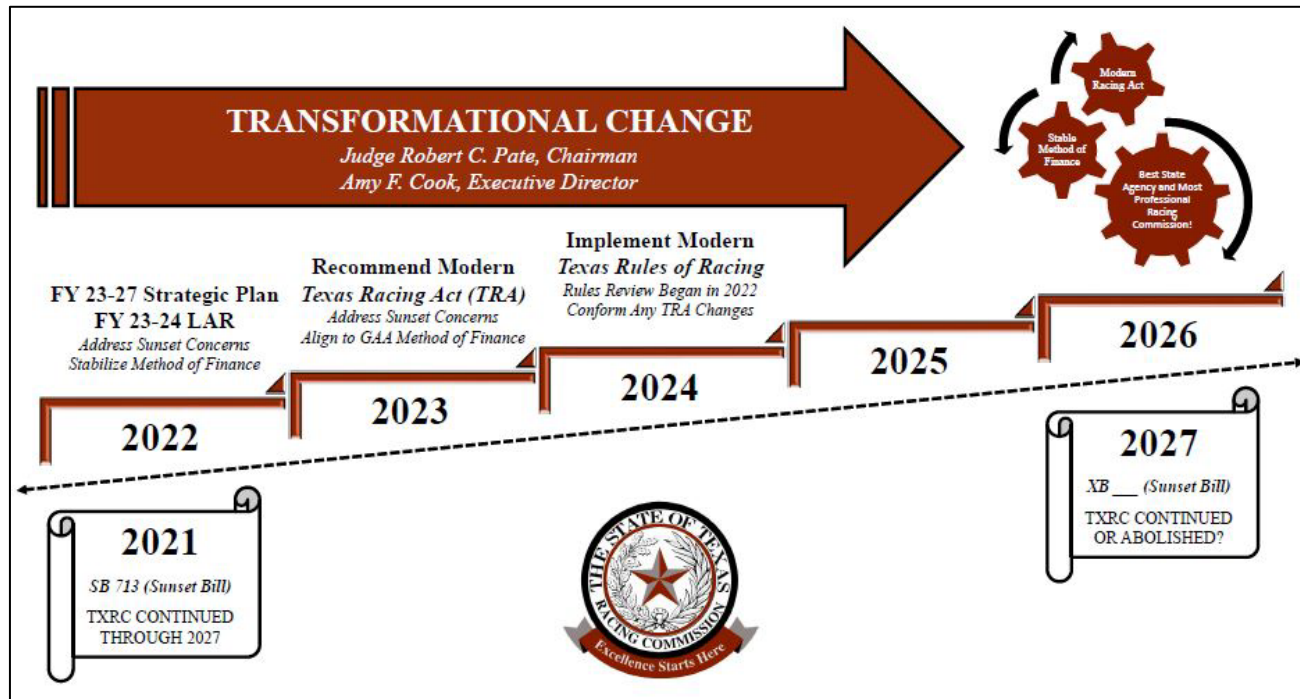 TRANSFORMATIONAL CHANGE
Judge Robert C. Pate, Chairman
Amy F. Cook, Executive Director
Modern
Racing Act
Stable
Method of
Finance
Best State
Agency and Most
Professional
Racing
Commission!
FY 23-27 Strategic Plan
FY 23-24 LAR
Address Sunset Concerns
Stabilize Method of Finance
Recommend Modern
Texas Racing Act (TRA)
Address Sunset Concerns
Align to GAA Method of Finance
Implement Modern
Texas Rules of Racing
Rules Review Began in 2022
Conform Any TRA Changes
2022
2023
2024
2025
2026
2021
SB 713 (Sunset Bill)
TXRC CONTINUED
THROUGH 2027
THE STATE OF TEXAS
RACING COMMISSION
Excellence Starts Here
2027
XB ___ (Sunset Bill)
TXRC CONTINUED
OR ABOLISHED?